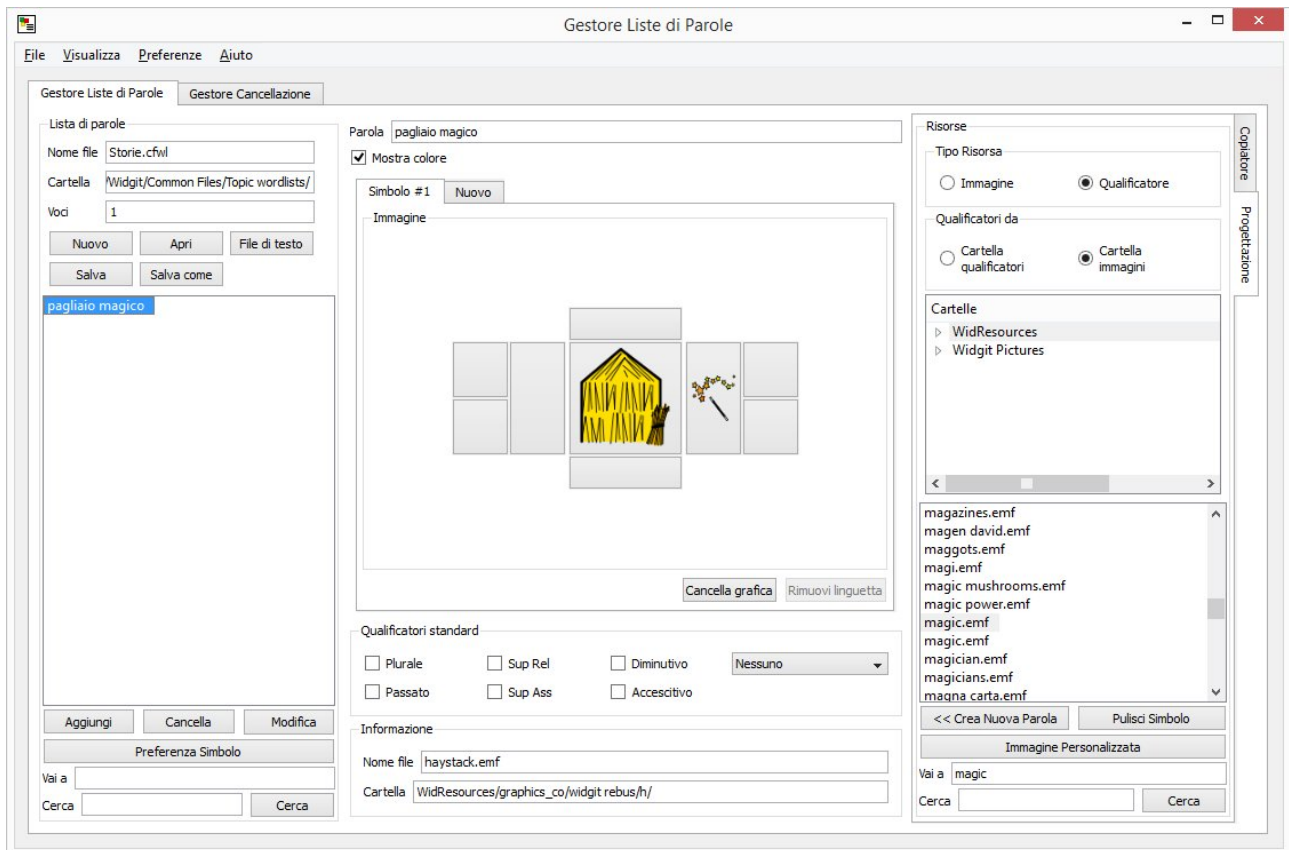 Gestore Liste di Parole
File Visualizza Preferenze Aiuto
Gestore Liste di Parole Gestore Cancellazione
Lista di parole
Nome file Storie.cfwl
Cartella Widgit/Common Files/Topic wordlists/
Voci 1
Nuovo Apri File di testo
Salva Salva come
pagliaio magico
Aggiungi Cancella Modifica
Preferenza Simbolo
Vai a
Cerca Cerca
Parola pagliaio magico
Mostra colore
Simbolo #1 Nuovo
Immagine
Cancella grafica Rimuovi linguetta
Qualificatori standard
Plurale Sup Rel Diminutivo Nessuno
Passato Sup Ass Accescitivo
Informazione
Nome file haystack.emf
Cartella WidResources/graphics_co/widgit rebus/h/
Risorse
Tipo Risorsa
Immagine Qualificatore
Qualificatori da
Cartella qualificatori
Cartella immagini
Cartelle
WidResources
Widgit Pictures
magazines.emf
magen david.emf
maggots.emf
magi.emf
magic mushrooms.emf
magic power.emf
magic.emf
magic.emf
magician.emf
magicians.emf
magna carta.emf
<< Crea Nuova Parola Pulisci Simbolo
Immagine Personalizzata
Vai a magic
Cerca Cerca
Copiatore
Progettazione